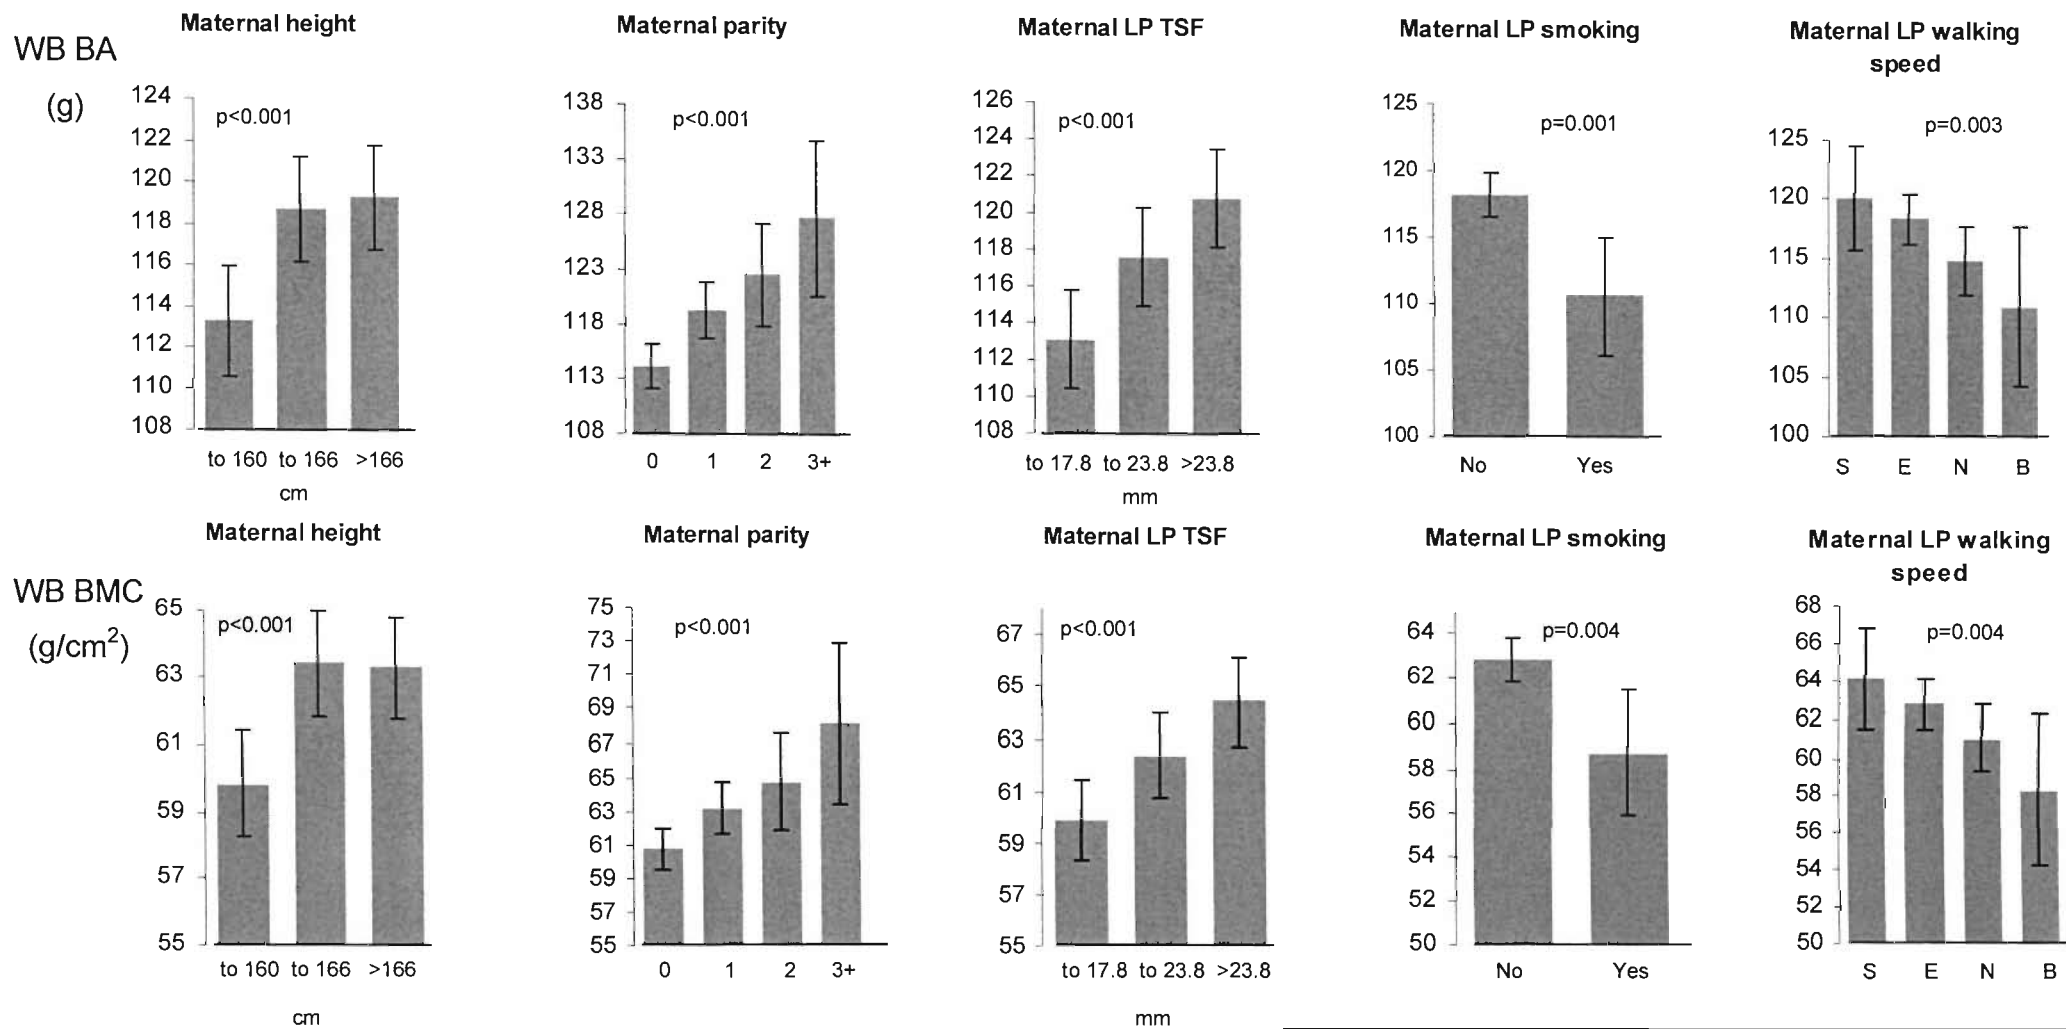 Maternal height
Maternal parity
Maternal LP TSF
Maternal LP smoking
Maternal LP walking
speed
WB BA
(g)
124
122
120
118
116
114
112
110
108
p<0.001
to 160 to 166 >166
cm
138
133
128
123
118
113
108
p<0.001
0 1 2 3+
126
124
122
120
118
116
114
112
110
108
p<0.001
to 17.8 to 23.8 >23.8
mm
125
120
115
110
105
100
p=0.001
No Yes
125
120
115
110
105
100
p=0.003
S E N B
Maternal height
Maternal parity
Maternal LP TSF
Maternal LP smoking
Maternal LP walking
speed
WB BMC
(g/cm²)
65
63
61
59
57
55
p<0.001
to 160 to 166 >166
cm
75
73
71
69
67
65
63
61
59
57
55
p<0.001
0 1 2 3+
67
65
63
61
59
57
55
p<0.001
to 17.8 to 23.8 >23.8
mm
64
62
60
58
56
54
52
50
p=0.004
No Yes
68
66
64
62
60
58
56
54
52
50
p=0.004
S E N B